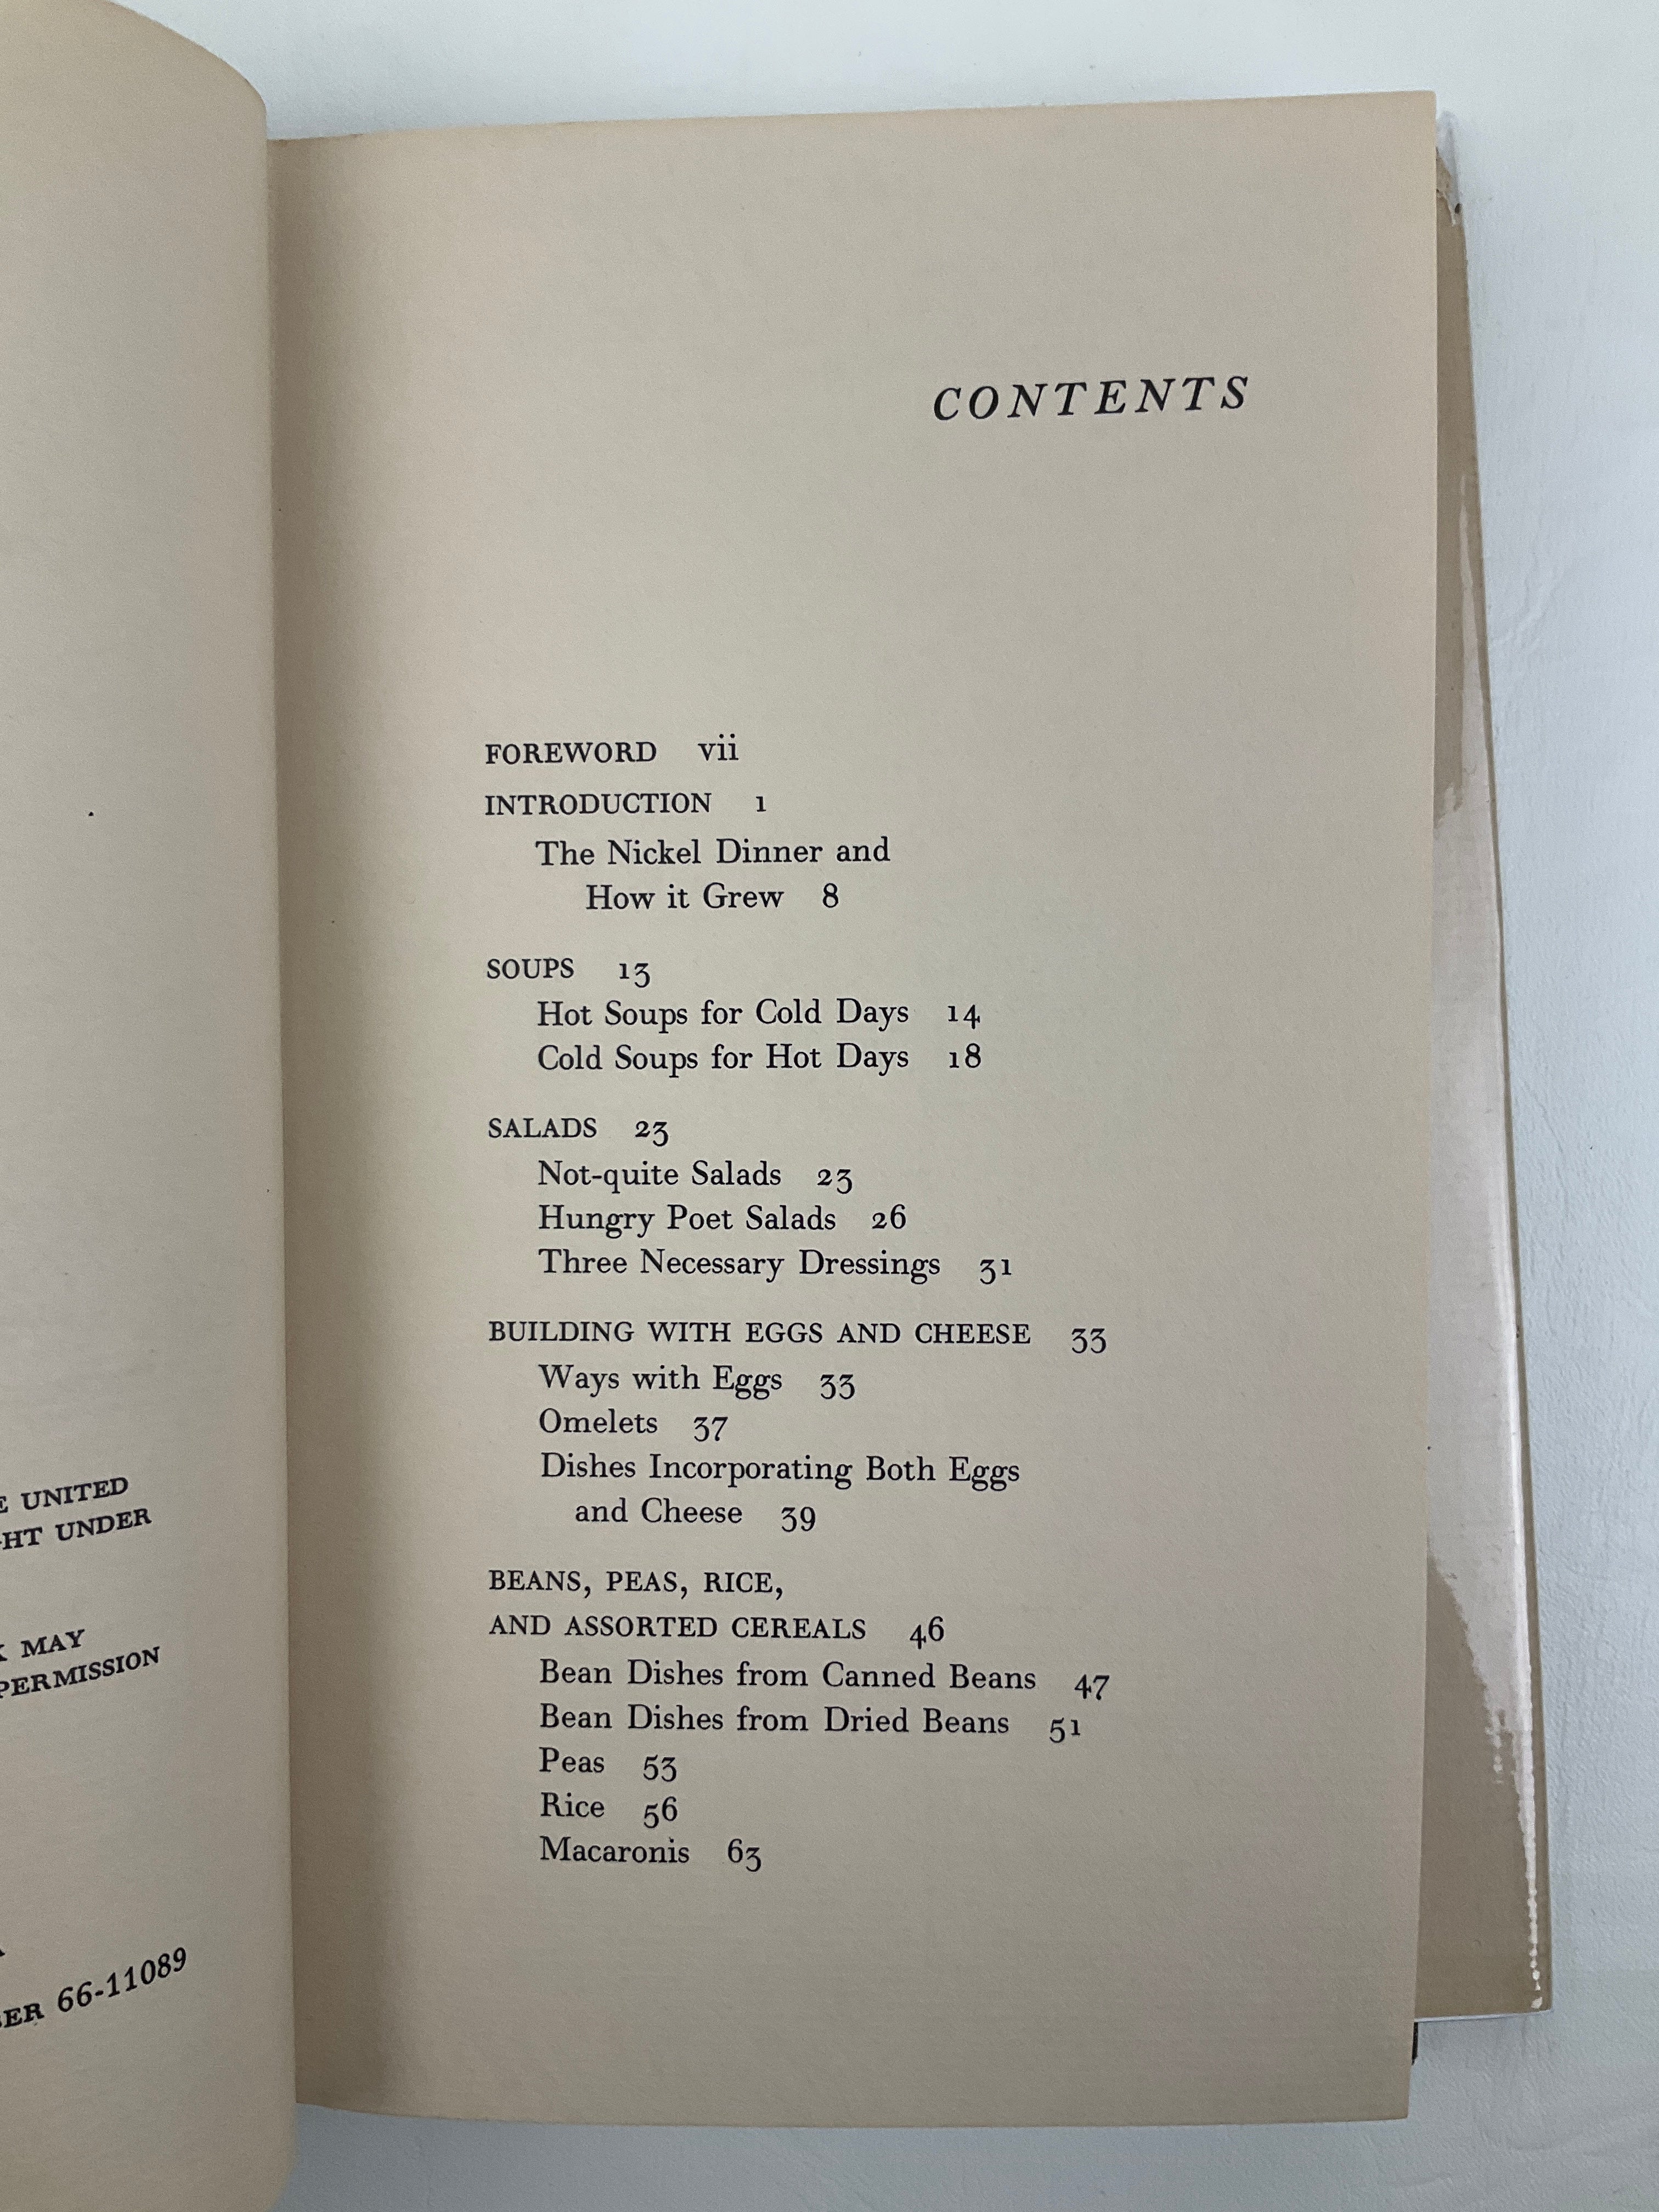 UNITED
UNDER
MAY
PERMISSION
66-11089
CONTENTS
FOREWORD vii
INTRODUCTION 1
The Nickel Dinner and
How it Grew 8
SOUPS 13
Hot Soups for Cold Days 14
Cold Soups for Hot Days 18
SALADS 23
Not-quite Salads 23
Hungry Poet Salads 26
Three Necessary Dressings 31
BUILDING WITH EGGS AND CHEESE 33
Ways with Eggs 33
Omelets 37
Dishes Incorporating Both Eggs
and Cheese 39
BEANS, PEAS, RICE,
AND ASSORTED CEREALS 46
Bean Dishes from Canned Beans 47
Bean Dishes from Dried Beans 51
Peas 53
Rice 56
Macaronis 63